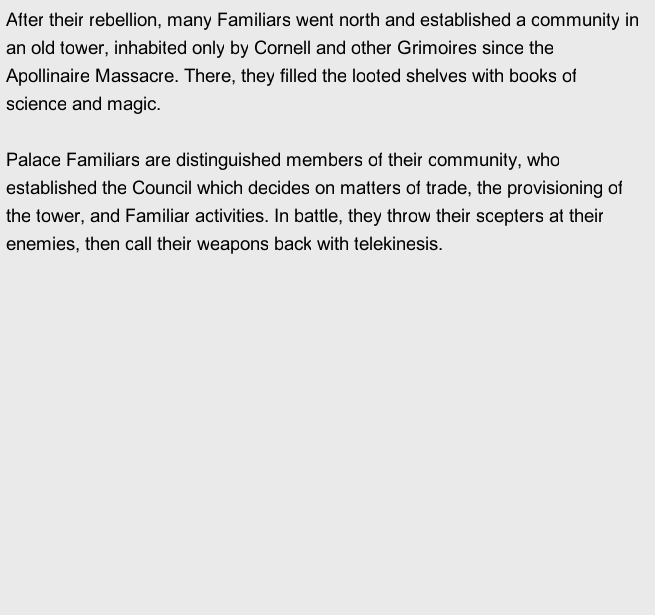 After their rebellion, many Familiars went north and established a community in
an old tower, inhabited only by Cornell and other Grimoires since the
Apollinaire Massacre. There, they filled the looted shelves with books of
science and magic.
Palace Familiars are distinguished members of their community, who
established the Council which decides on matters of trade, the provisioning of
the tower, and Familiar activities. In battle, they throw their scepters at their
enemies, then call their weapons back with telekinesis.